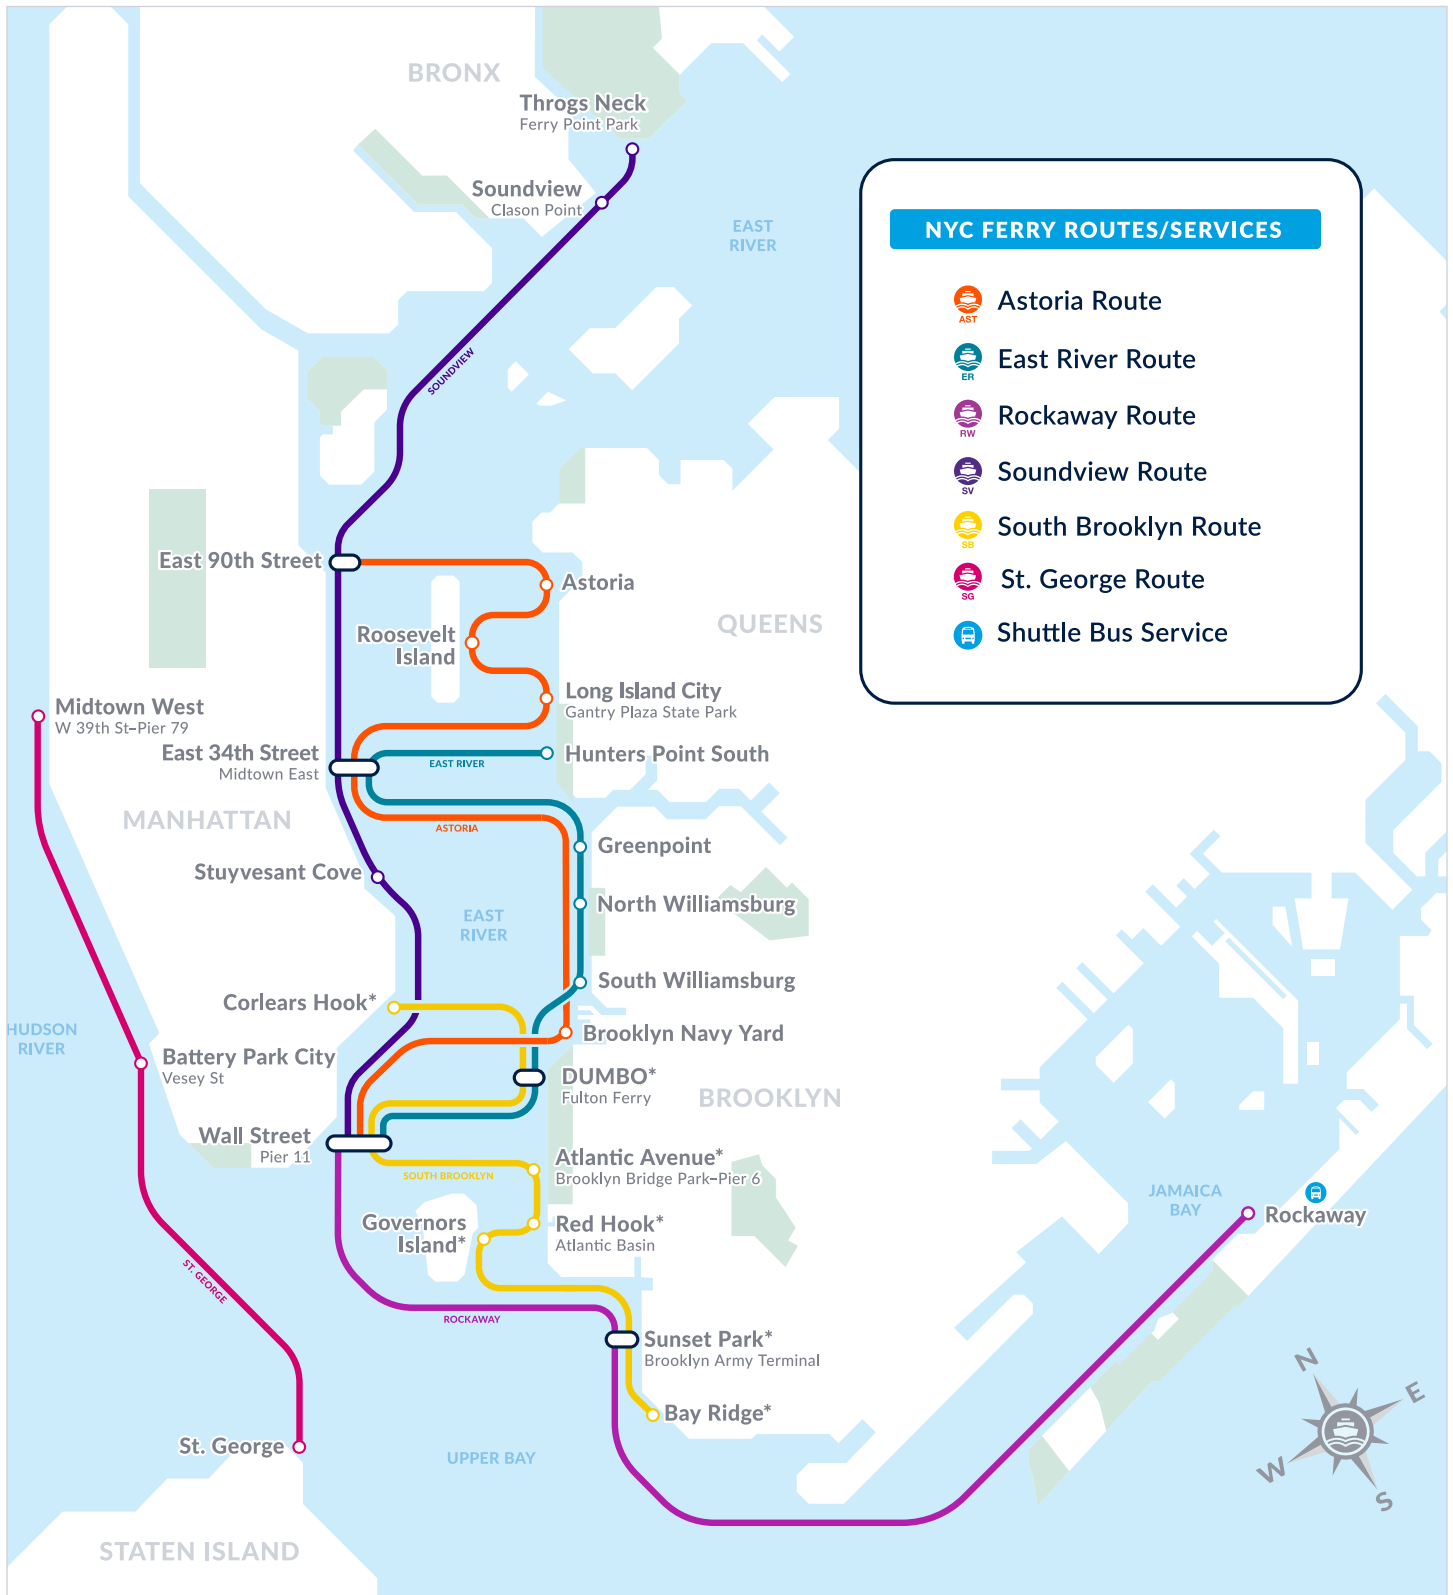 BRONX
Throgs Neck
Ferry Point Park
Soundview
Clason Point
EAST
RIVER
NYC FERRY ROUTES/SERVICES
AST
Astoria Route
ER
East River Route
RW
Rockaway Route
SV
Soundview Route
SB
South Brooklyn Route
SG
St. George Route
Shuttle Bus Service
SOUNDVIEW
East 90th Street
Astoria
Roosevelt
Island
QUEENS
Long Island City
Gantry Plaza State Park
Midtown West
W 39th St–Pier 79
East 34th Street
Midtown East
EAST RIVER
Hunters Point South
MANHATTAN
ASTORIA
Greenpoint
Stuyvesant Cove
North Williamsburg
EAST
RIVER
South Williamsburg
Corlears Hook*
Brooklyn Navy Yard
HUDSON
RIVER
Battery Park City
Vesey St
DUMBO*
Fulton Ferry
BROOKLYN
Wall Street
Pier 11
Atlantic Avenue*
Brooklyn Bridge Park–Pier 6
SOUTH BROOKLYN
JAMAICA
BAY
Rockaway
Governors
Island*
Red Hook*
Atlantic Basin
ST. GEORGE
ROCKAWAY
Sunset Park*
Brooklyn Army Terminal
Bay Ridge*
St. George
UPPER BAY
N
E
W
S
STATEN ISLAND